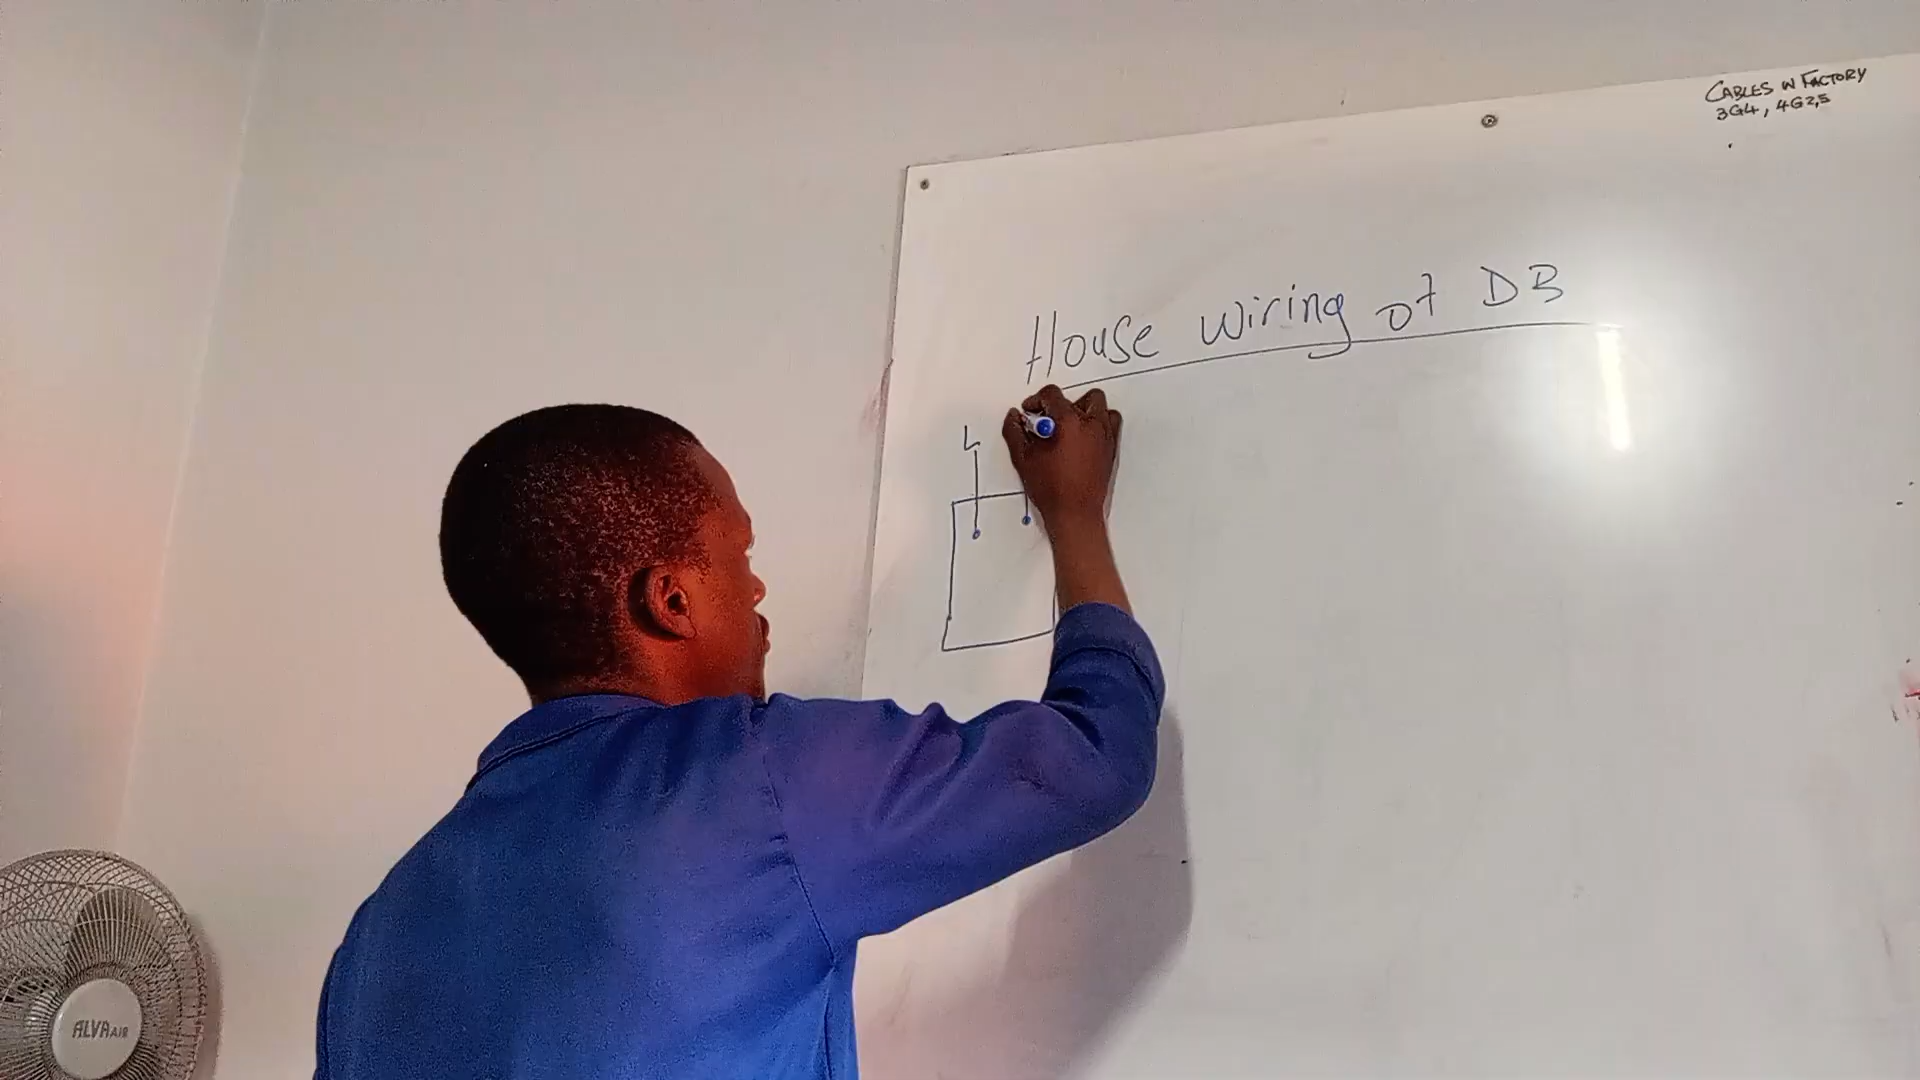 CABLES IN FACTORY
3G4, 4G2,5
House wiring of DB
L
ALVA AIR